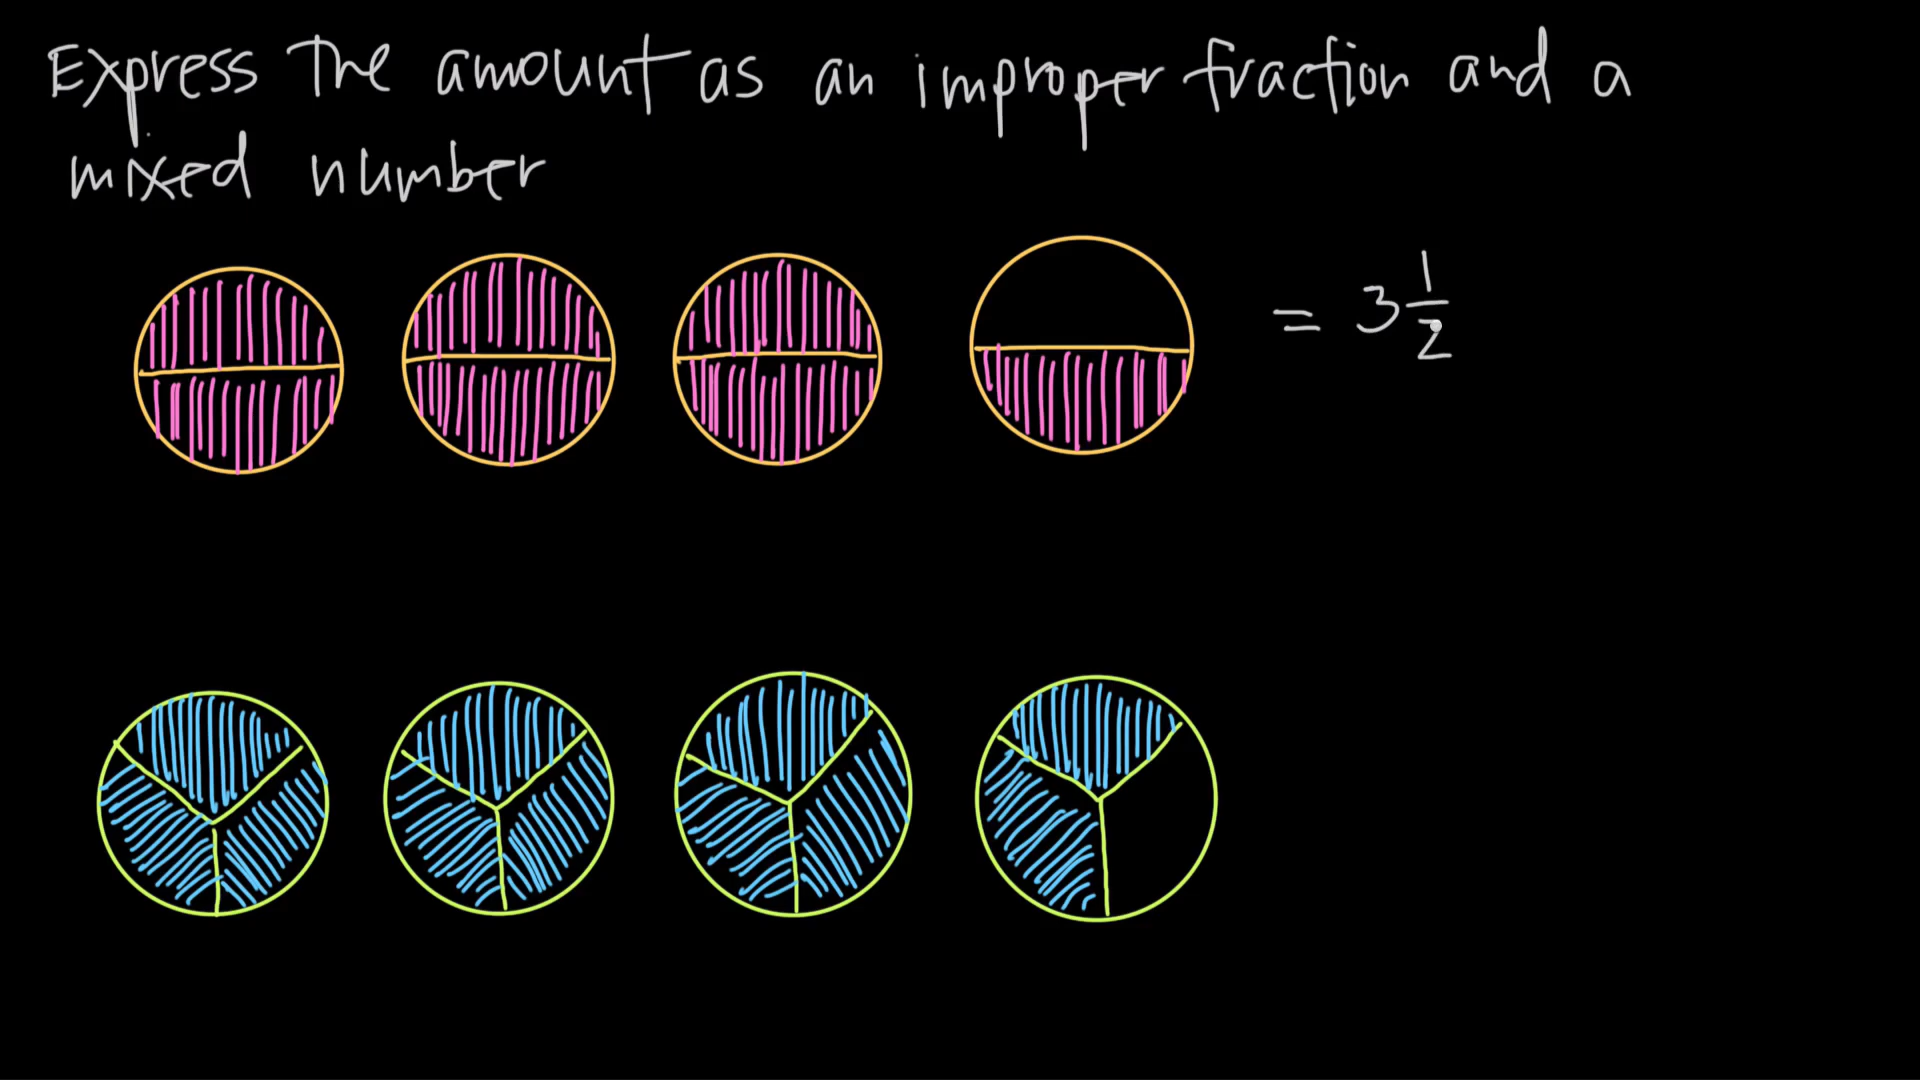 Express the amount as an improper fraction and a
mixed number
= 3 1/2